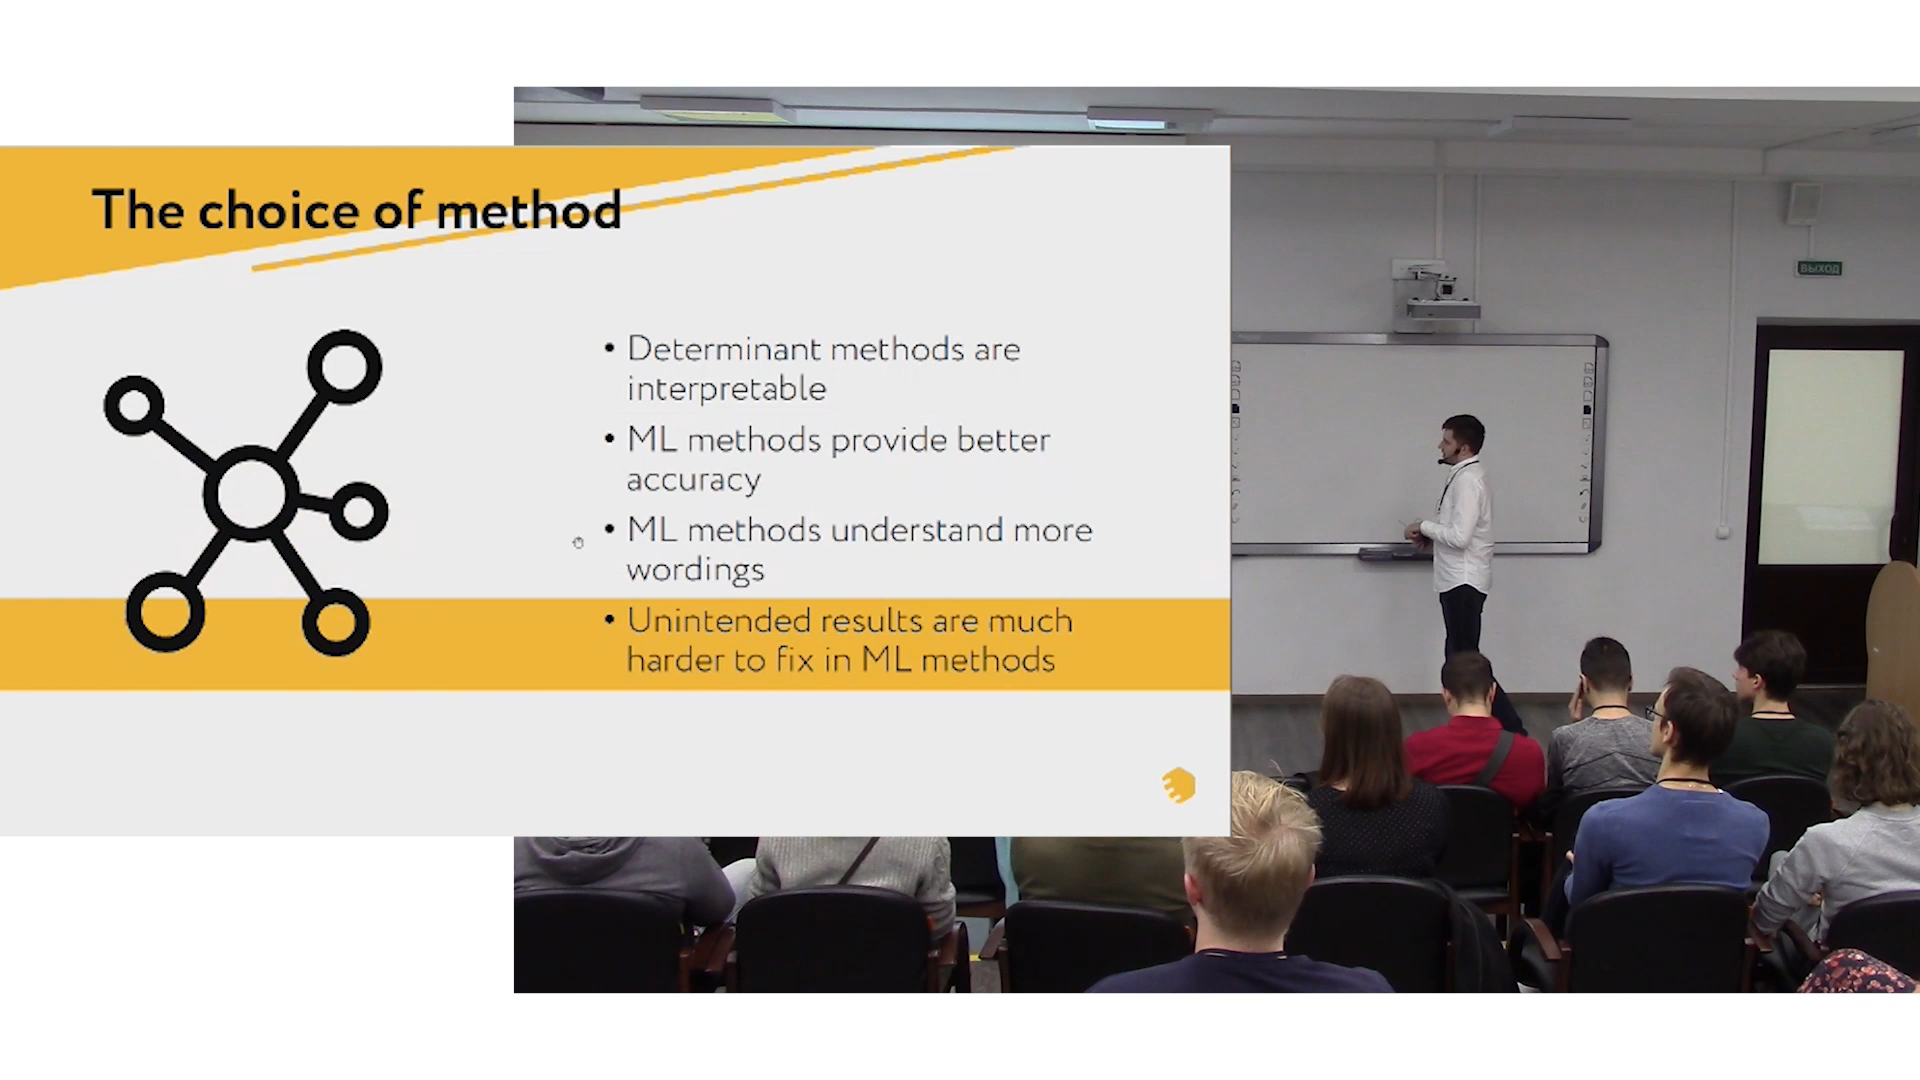 The choice of method
• Determinant methods are
interpretable
• ML methods provide better
accuracy
• ML methods understand more
wordings
• Unintended results are much
harder to fix in ML methods
ВЫХОД